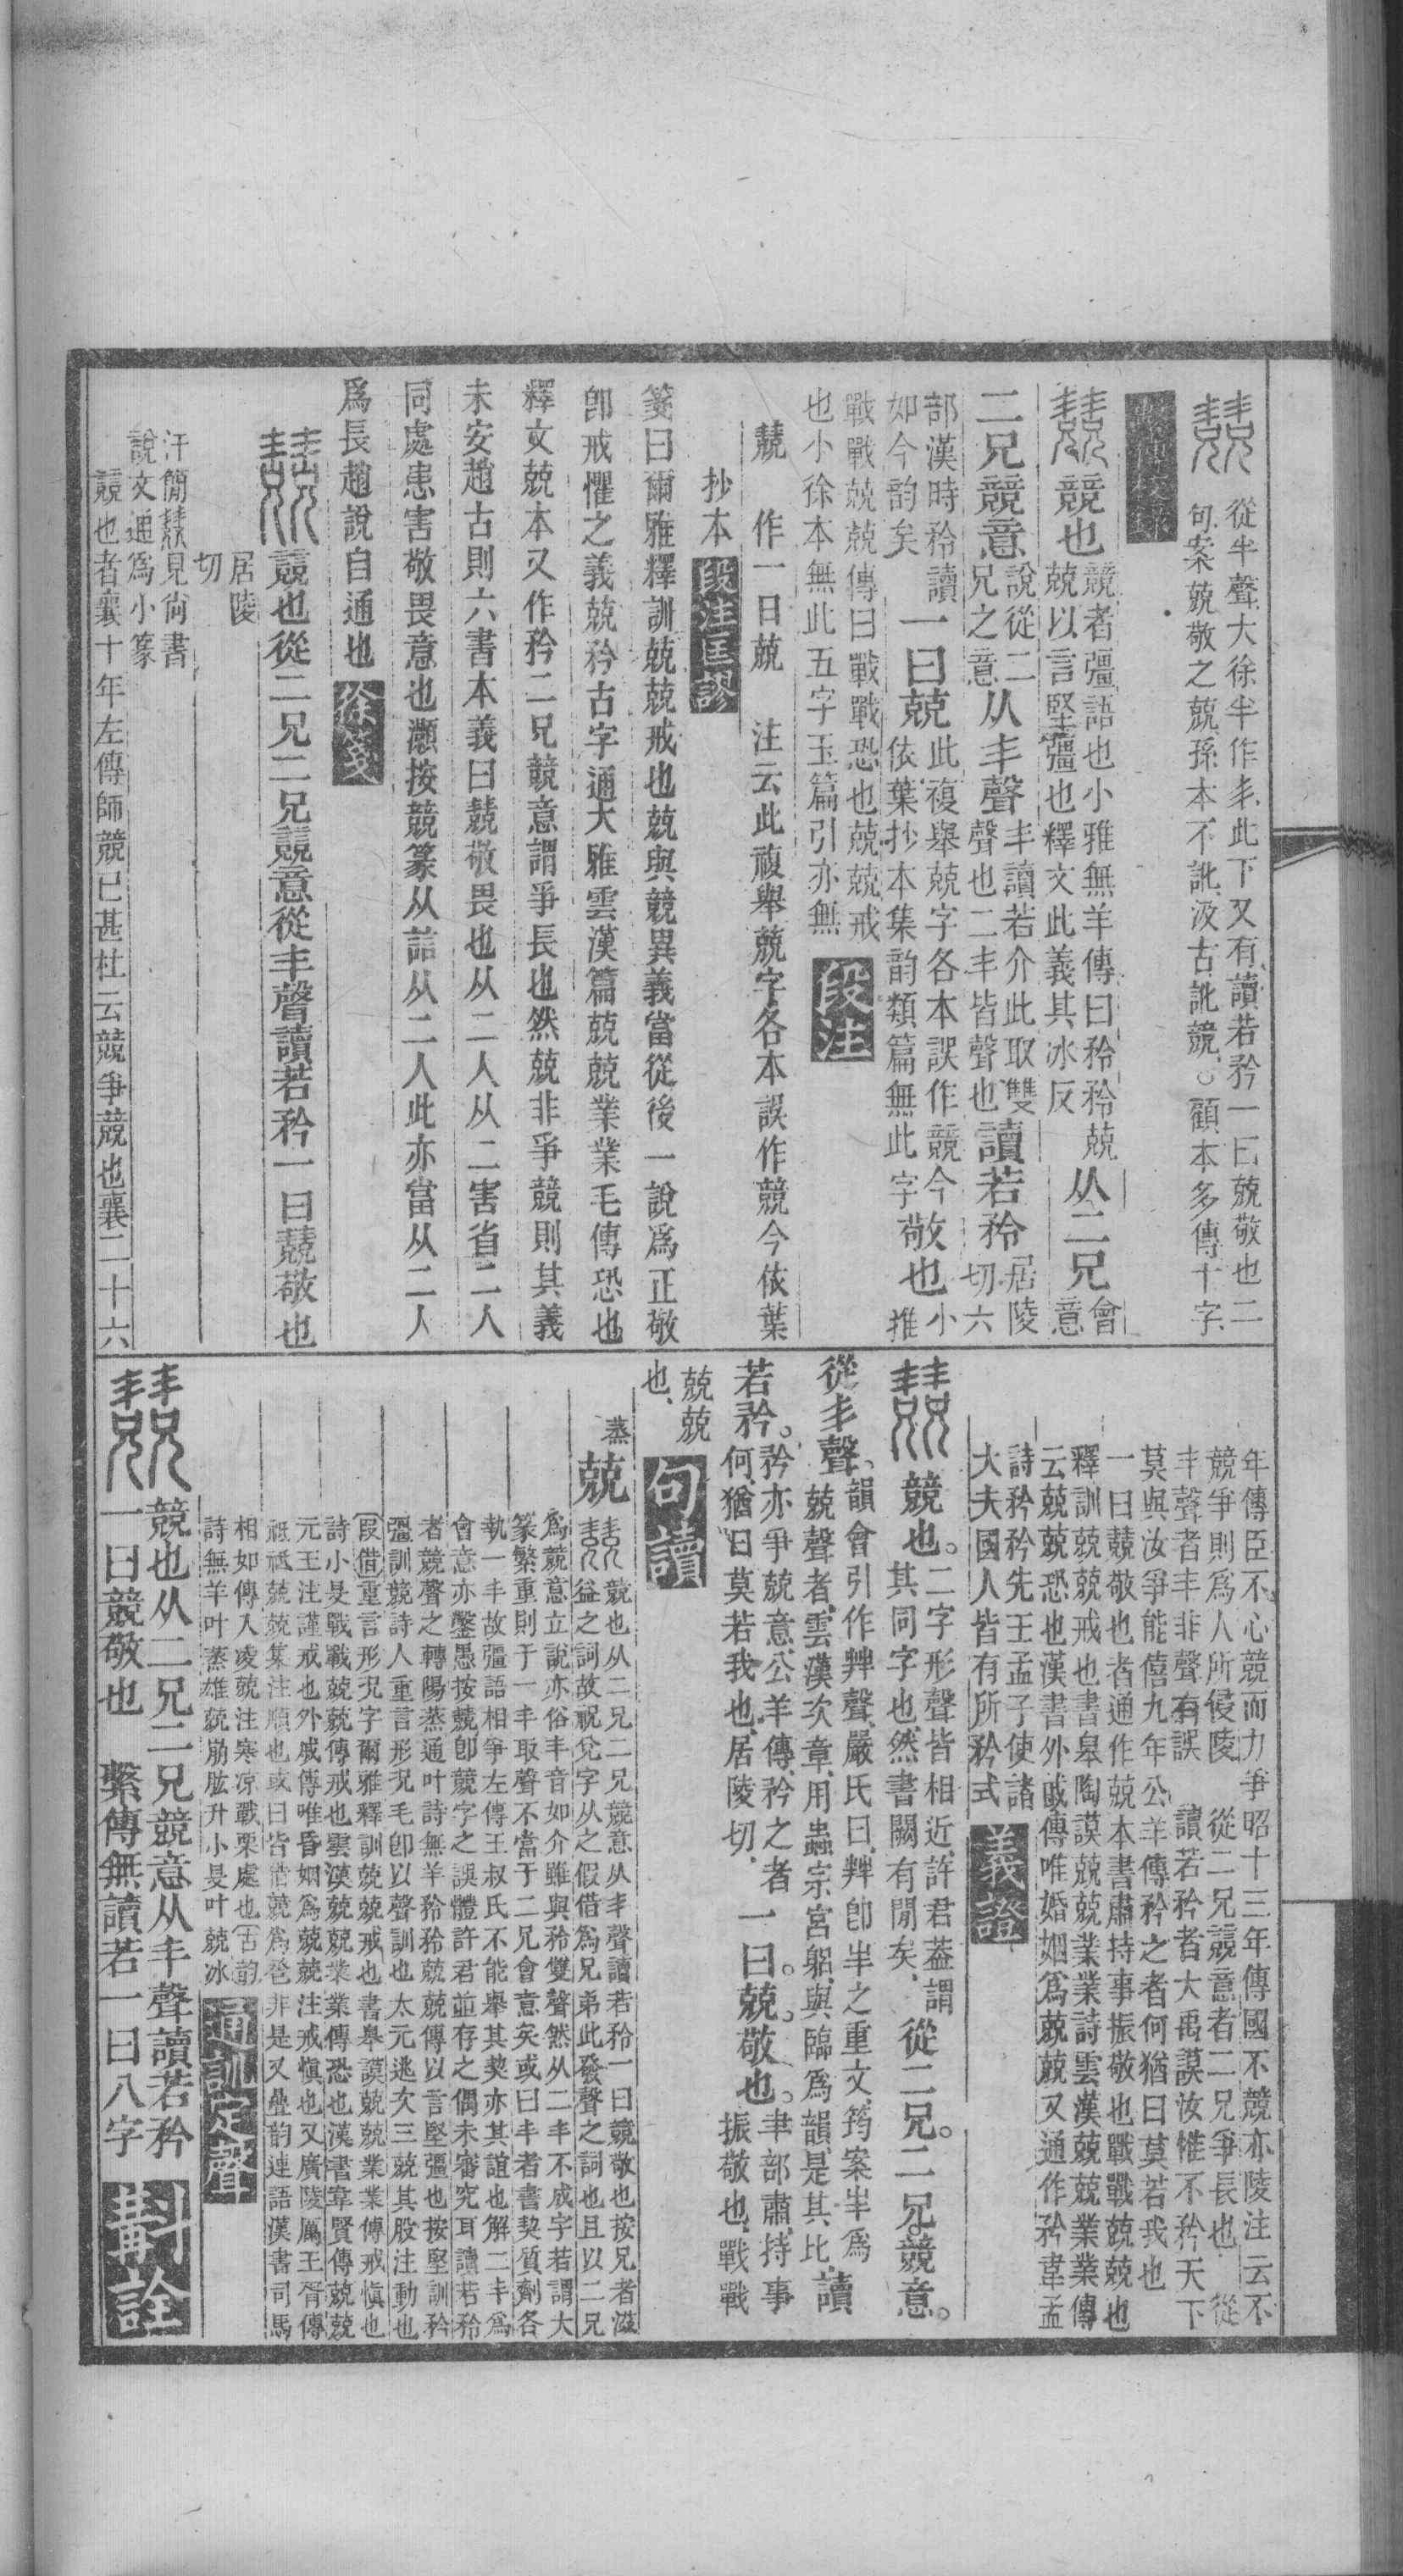 從丰聲大徐丰作丯此下又有讀若矜一曰兢敬也二
句案兢敬之兢孫本不訛汲古訛競○顧本多傳十字
繫傳校錄
競也
競者彊語也小雅無羊傳曰矜矜兢
兢以言堅彊也釋文此義其冰反
从二兄
會意
二兄競意
說從二
兄之意
从丯聲
丯讀若介此取雙
聲也二丯皆聲也
讀若矜
居陵
切六
部漢時矜讀
如今韵矣
一曰兢
此複舉兢字各本誤作競今
依葉抄本集韵類篇無此字
敬也
小
推
戰戰兢兢傳曰戰戰恐也兢兢戒
也小徐本無此五字玉篇引亦無
段注
兢 作一曰兢 注云此複舉兢字各本誤作競今依葉
抄本
段注匡謬
箋曰爾雅釋訓兢兢戒也兢與競異義當從後一說爲正敬
卽戒懼之義兢矜古字通大雅雲漢篇兢兢業業毛傳恐也
釋文兢本又作矜二兄競意謂爭長也然兢非爭競則其義
未安趙古則六書本義曰兢敬畏也从二人从二害省二人
同處患害敬畏意也灝按競篆从誩从二人此亦當从二人
爲長趙說自通也
徐箋
競也從二兄二兄競意從丯聲讀若矜一曰兢敬也
居陵
切
汗簡兢見尙書
說文通爲小篆
競也者襄十年左傳師競已甚杜云競爭兢也襄二十六
年傳臣不心競而力爭昭十三年傳國不競亦陵注云不
競爭則爲人所侵陵 從二兄競意者二兄爭長也 從
丯聲者丯非聲有誤 讀若矜者大禹謨汝惟不矜天下
莫與汝爭能僖九年公羊傳矜之者何猶曰莫若我也
一曰兢敬也者通作兢本書肅持事振敬也戰戰兢兢也
釋訓兢兢戒也書皋陶謨兢兢業業詩雲漢兢兢業業傳
云兢兢恐也漢書外戚傳唯婚姻爲兢兢又通作矜韋孟
詩矜矜先王孟子使諸
大夫國人皆有所矜式
義證
競也。
二字形聲皆相近許君葢謂
其同字也然書闕有閒矣
從二兄。二兄競意。
從丯聲。
韻會引作丰丰聲嚴氏曰丰丰卽丰之重文筠案丰爲
兢聲者雲漢次章用蟲宗宮躬與臨爲韻是其比
讀
若矜。
矜亦爭兢意公羊傳矜之者
何猶曰莫若我也居陵切
一曰。兢。敬也。
聿部肅持事
振敬也戰戰
兢兢
也
句讀
蒸
兢
競也从二兄二兄競意从丯聲讀若矜一曰兢敬也按兄者滋
益之詞故祝兌字从之假借爲兄弟此發聲之詞也且以二兄
爲競意立說亦俗丯音如介雖與矜雙聲然从二丯不成字若謂大
篆繁重則于一丯取聲不當于二兄會意矣或曰丯者書契質劑各
執一丯故彊語相爭左傳王叔氏不能舉其契亦其誼也解二丯爲
會意亦鑿愚按兢卽競字之誤體許君並存之偶未審究耳讀若矜
者競聲之轉陽蒸通叶詩無羊矜矜兢兢傳以言堅彊也按堅訓矜
彊訓競詩人重言形況毛卽以聲訓也太元逃次三兢其股注動也
叚借重言形況字爾雅釋訓兢兢戒也書皋謨兢兢業業傳戒愼也
詩小旻戰戰兢兢傳戒也雲漢兢兢業業傳恐也漢書韋賢傳兢兢
元王注謹戒也外戚傳唯昏姻爲兢兢注戒愼也又廣陵厲王胥傳
祗祗兢兢集注順也或曰皆借競爲巹非是又疊韵連語漢書司馬
相如傳入凌兢注寒凉戰栗處也古韵
詩無羊叶蒸雄兢崩肱升小旻叶兢冰
通訓定聲
競也从二兄二兄競意从丯聲讀若矜
一曰競敬也 繫傳無讀若一曰八字
斠詮